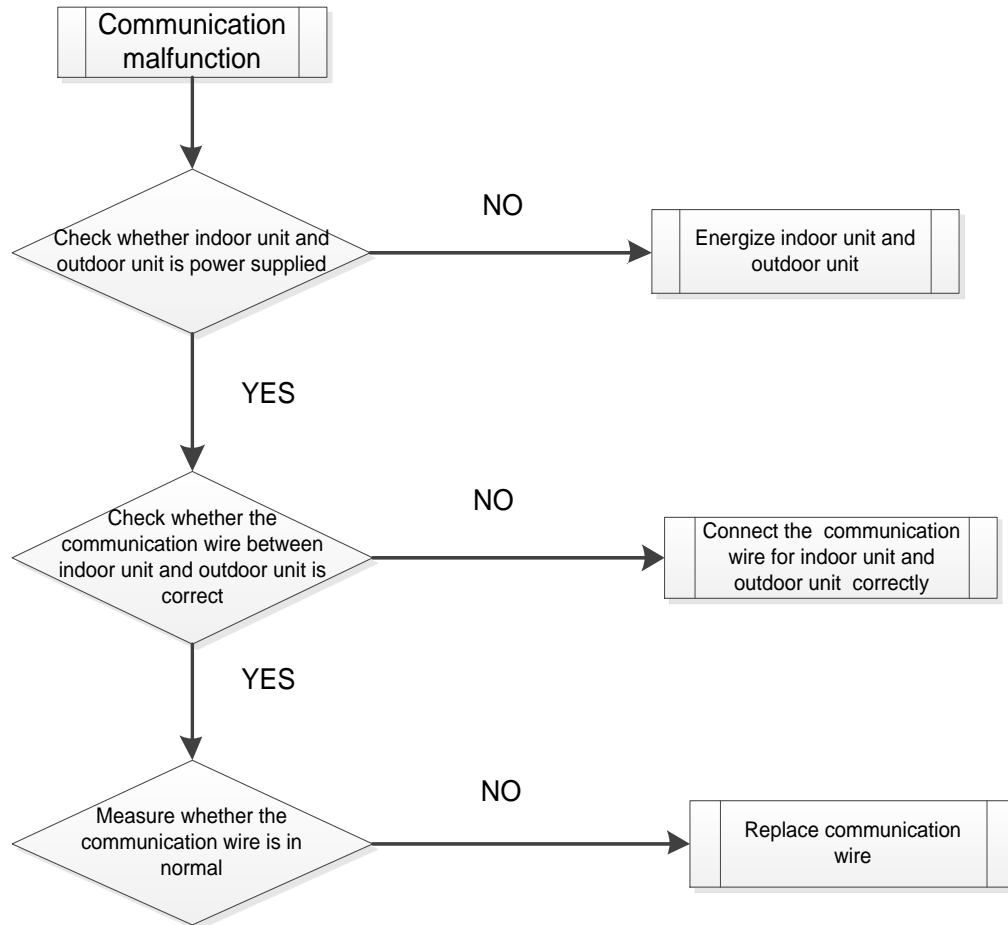 Communication
malfunction
NO
Check whether indoor unit and
outdoor unit is power supplied
Energize indoor unit and
outdoor unit
YES
NO
Check whether the
communication wire between
indoor unit and outdoor unit is
correct
Connect the communication
wire for indoor unit and
outdoor unit correctly
YES
NO
Measure whether the
communication wire is in
normal
Replace communication
wire